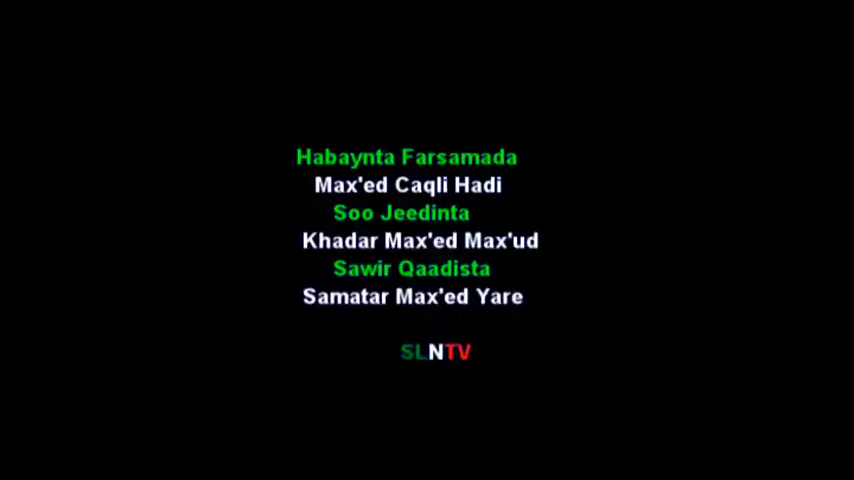 Habaynta Farsamada
Max'ed Caqli Hadi
Soo Jeedinta
Khadar Max'ed Max'ud
Sawir Qaadista
Samatar Max'ed Yare
SLNTV